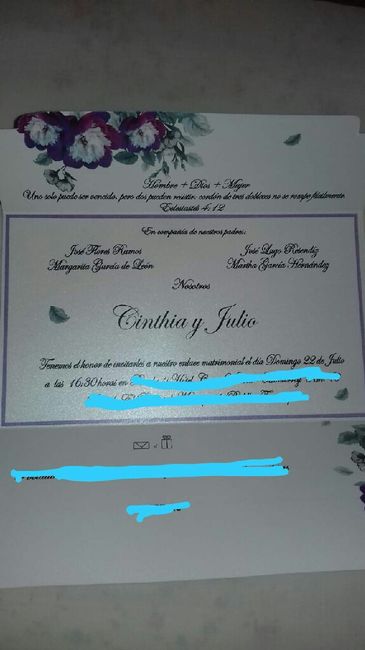 Hombre + Dios + Mujer
Uno solo puede ser vencido, pero dos pueden resistir. cordón de tres dobleces no se rompe fácilmente
Eclesiastés 4:12
En compañía de nuestros padres:
José Flores Ramos José Lugo Reséndiz
Margarita García de León Martha García Hernández
Nosotros
Cinthia y Julio
Tenemos el honor de invitarles a nuestro enlace matrimonial el día Domingo 22 de Julio
a las 16:30 horas en